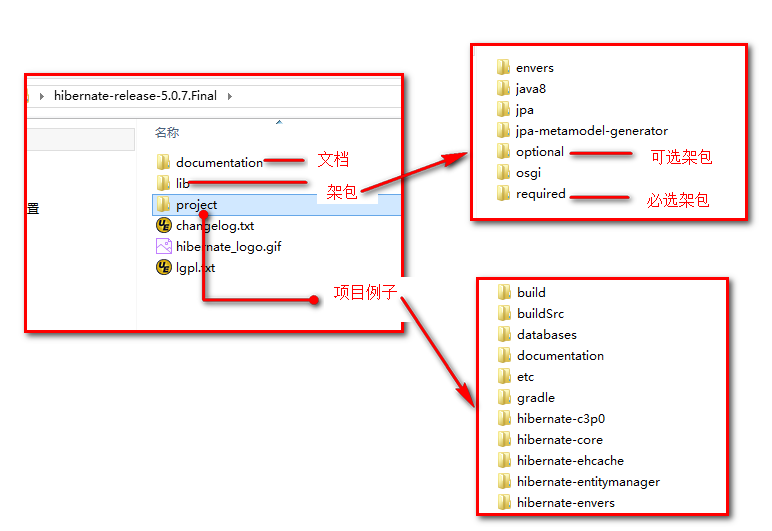 hibernate-release-5.0.7.Final
名称
documentation
文档
lib
架包
project
置
changelog.txt
hibernate_logo.gif
lgpl.txt
项目例子
envers
java8
jpa
jpa-metamodel-generator
optional
可选架包
osgi
required
必选架包
build
buildSrc
databases
documentation
etc
gradle
hibernate-c3p0
hibernate-core
hibernate-ehcache
hibernate-entitymanager
hibernate-envers